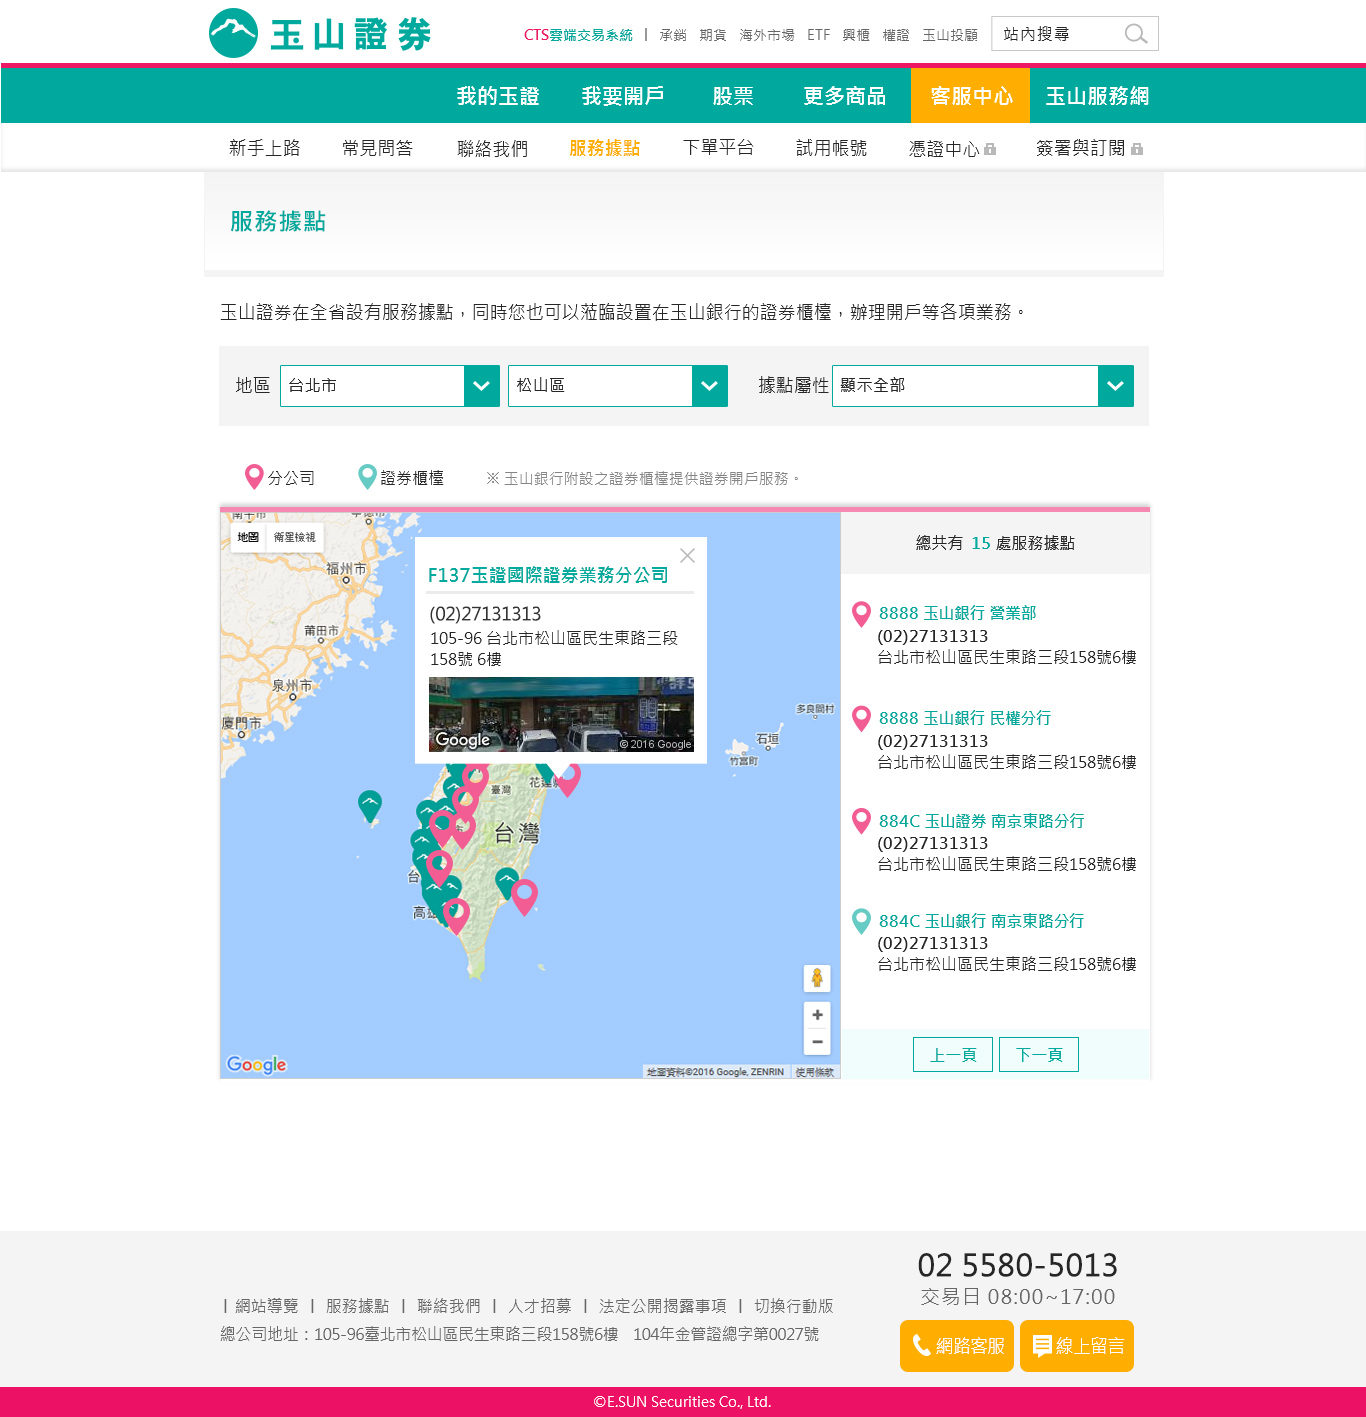 玉山證券
CTS雲端交易系統 | 承銷 期貨 海外市場 ETF 興櫃 權證 玉山投顧
站內搜尋
我的玉證 我要開戶 股票 更多商品 客服中心 玉山服務網
新手上路 常見問答 聯絡我們 服務據點 下單平台 試用帳號 憑證中心 簽署與訂閱
服務據點
玉山證券在全省設有服務據點，同時您也可以蒞臨設置在玉山銀行的證券櫃檯，辦理開戶等各項業務。
地區 台北市 松山區 據點屬性 顯示全部
分公司 證券櫃檯 ※ 玉山銀行附設之證券櫃檯提供證券開戶服務。
地圖 衛星檢視
福州市
莆田市
泉州市
廈門市
F137玉證國際證券業務分公司
(02)27131313
105-96 台北市松山區民生東路三段
158號 6樓
Google
© 2016 Google
多良間村
石垣
竹富町
臺灣
花蓮
台灣
台
高雄
Google
地圖資料©2016 Google, ZENRIN 使用條款
總共有 15 處服務據點
8888 玉山銀行 營業部
(02)27131313
台北市松山區民生東路三段158號6樓
8888 玉山銀行 民權分行
(02)27131313
台北市松山區民生東路三段158號6樓
884C 玉山證券 南京東路分行
(02)27131313
台北市松山區民生東路三段158號6樓
884C 玉山銀行 南京東路分行
(02)27131313
台北市松山區民生東路三段158號6樓
上一頁 下一頁
| 網站導覽 | 服務據點 | 聯絡我們 | 人才招募 | 法定公開揭露事項 | 切換行動版
總公司地址：105-96臺北市松山區民生東路三段158號6樓 104年金管證總字第0027號
02 5580-5013
交易日 08:00~17:00
網路客服 線上留言
©E.SUN Securities Co., Ltd.